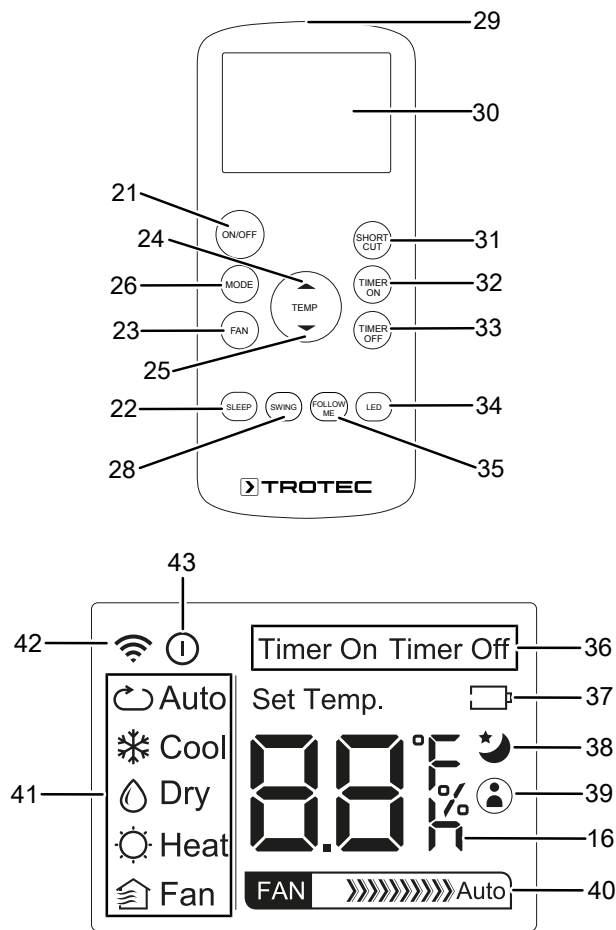 29
30
21
ON/OFF
SHORT CUT
31
24
26
MODE
TEMP
TIMER ON
32
23
FAN
TIMER OFF
33
25
22
SLEEP
SWING
FOLLOW ME
LED
34
28
35
TROTEC
43
42
Timer On Timer Off
36
Auto
Set Temp.
37
Cool
8.8
°F
38
41
Dry
%
39
Heat
h
16
Fan
FAN
Auto
40